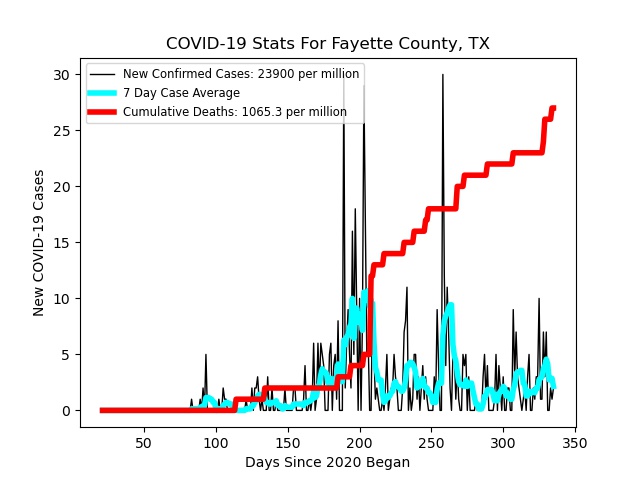 COVID-19 Stats For Fayette County, TX
New Confirmed Cases: 23900 per million
7 Day Case Average
Cumulative Deaths: 1065.3 per million
New COVID-19 Cases
30
25
20
15
10
5
0
50 100 150 200 250 300 350
Days Since 2020 Began